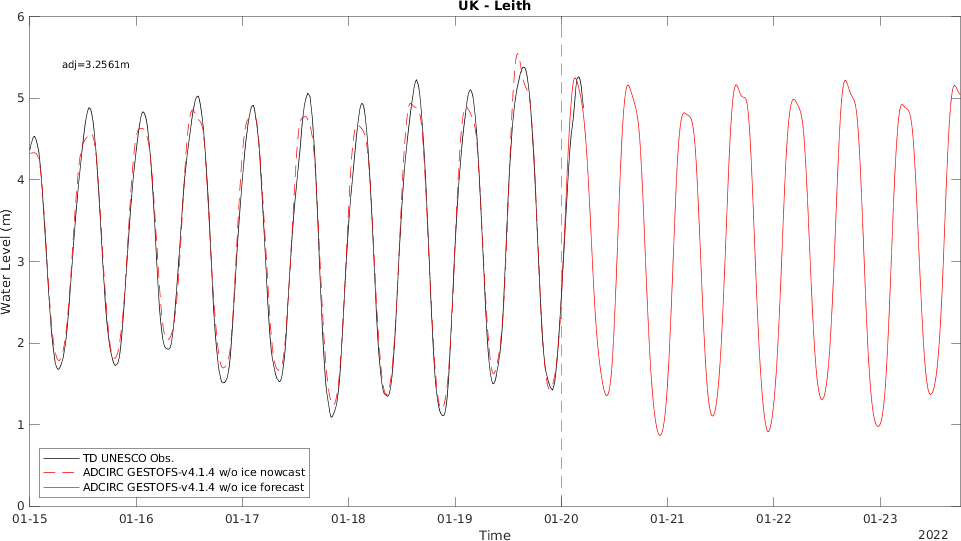 UK - Leith
6
adj=3.2561m
5
4
3
2
1
0
Water Level (m)
TD UNESCO Obs.
ADCIRC GESTOFS-v4.1.4 w/o ice nowcast
ADCIRC GESTOFS-v4.1.4 w/o ice forecast
01-15 01-16 01-17 01-18 01-19 01-20 01-21 01-22 01-23
Time
2022